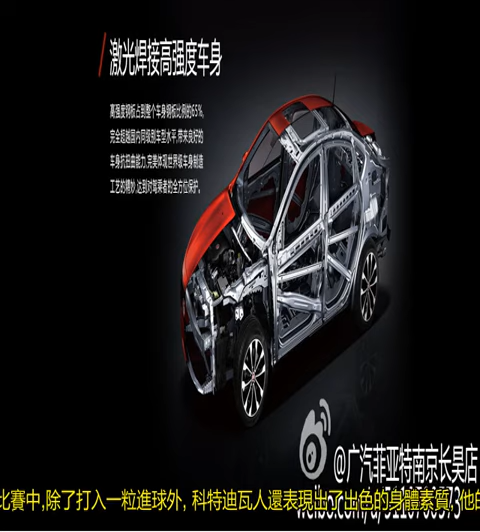 激光焊接高强度车身
高强度钢板占到整个车身钢板比例的65%,
完全超越国内同级别车型水平,带来良好的
车身抗扭曲能力,完美体现世界级车身制造
工艺的精妙,达到对驾乘者的全方位保护。
@广汽菲亚特南京长昊店
比賽中,除了打入一粒進球外, 科特迪瓦人還表現出了出色的身體素質, 他的